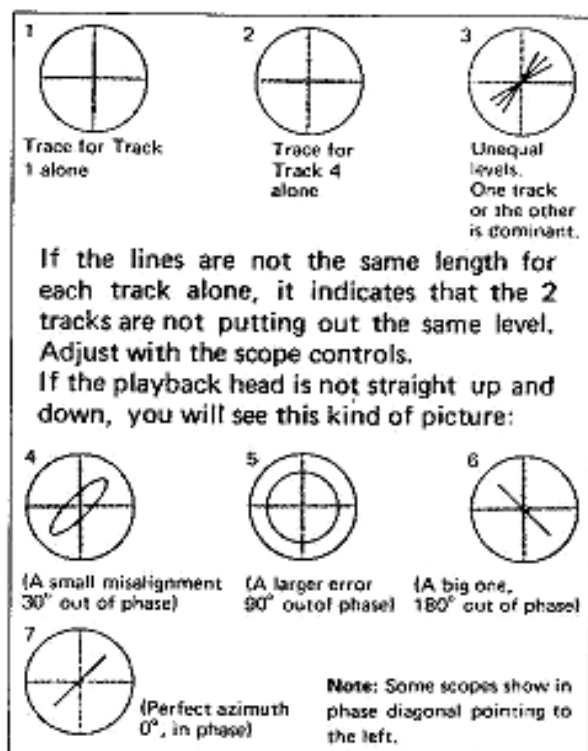 1
Trace for Track
1 alone
2
Trace for
Track 4
alone
3
Unequal
levels.
One track
or the other
is dominant.
If the lines are not the same length for
each track alone, it indicates that the 2
tracks are not putting out the same level.
Adjust with the scope controls.
If the playback head is not straight up and
down, you will see this kind of picture:
4
(A small misalignment
30° out of phase)
5
(A larger error
90° outof phase)
6
(A big one,
180° out of phase)
7
(Perfect azimuth
0°, in phase)
Note: Some scopes show in
phase diagonal pointing to
the left.